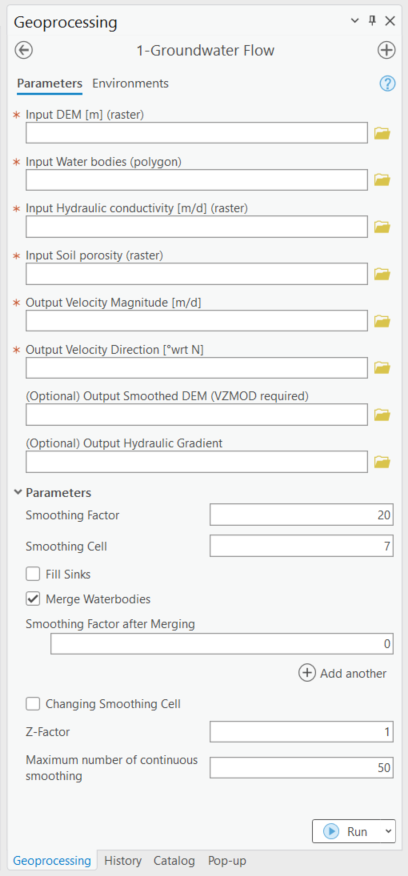 Geoprocessing
1-Groundwater Flow
Parameters Environments
* Input DEM [m] (raster)
* Input Water bodies (polygon)
* Input Hydraulic conductivity [m/d] (raster)
* Input Soil porosity (raster)
* Output Velocity Magnitude [m/d]
* Output Velocity Direction [°wrt N]
(Optional) Output Smoothed DEM (VZMOD required)
(Optional) Output Hydraulic Gradient
Parameters
Smoothing Factor 20
Smoothing Cell 7
Fill Sinks
Merge Waterbodies
Smoothing Factor after Merging
0
Add another
Changing Smoothing Cell
Z-Factor 1
Maximum number of continuous
smoothing 50
Run
Geoprocessing History Catalog Pop-up